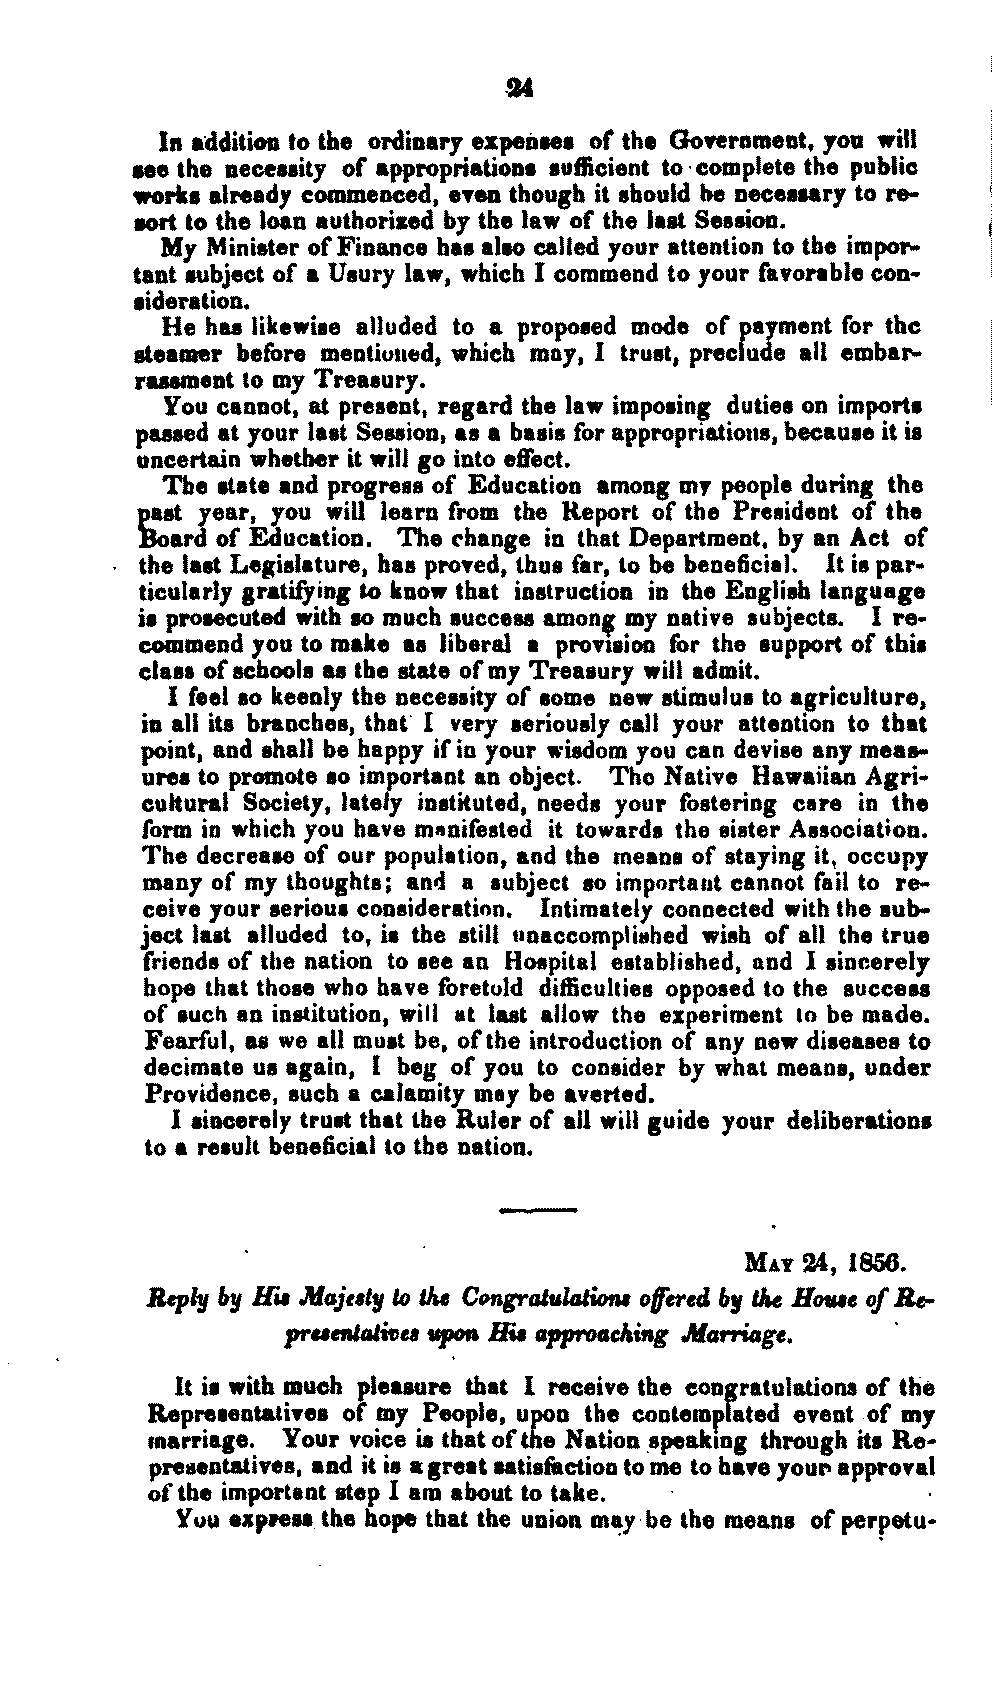 24
In addition to the ordinary expenses of the Government, you will
see the necessity of appropriations sufficient to complete the public
works already commenced, even though it should be necessary to re-
sort to the loan authorized by the law of the last Session.
My Minister of Finance has also called your attention to the impor-
tant subject of a Usury law, which I commend to your favorable con-
sideration.
He has likewise alluded to a proposed mode of payment for the
steamer before mentioned, which may, I trust, preclude all embar-
rassment to my Treasury.
You cannot, at present, regard the law imposing duties on imports
passed at your last Session, as a basis for appropriations, because it is
uncertain whether it will go into effect.
The state and progress of Education among my people during the
past year, you will learn from the Report of the President of the
Board of Education. The change in that Department, by an Act of
the last Legislature, has proved, thus far, to be beneficial. It is par-
ticularly gratifying to know that instruction in the English language
is prosecuted with so much success among my native subjects. I re-
commend you to make as liberal a provision for the support of this
class of schools as the state of my Treasury will admit.
I feel so keenly the necessity of some new stimulus to agriculture,
in all its branches, that I very seriously call your attention to that
point, and shall be happy if in your wisdom you can devise any meas-
ures to promote so important an object. The Native Hawaiian Agri-
cultural Society, lately instituted, needs your fostering care in the
form in which you have manifested it towards the sister Association.
The decrease of our population, and the means of staying it, occupy
many of my thoughts; and a subject so important cannot fail to re-
ceive your serious consideration. Intimately connected with the sub-
ject last alluded to, is the still unaccomplished wish of all the true
friends of the nation to see an Hospital established, and I sincerely
hope that those who have foretold difficulties opposed to the success
of such an institution, will at last allow the experiment to be made.
Fearful, as we all must be, of the introduction of any new diseases to
decimate us again, I beg of you to consider by what means, under
Providence, such a calamity may be averted.
I sincerely trust that the Ruler of all will guide your deliberations
to a result beneficial to the nation.
MAY 24, 1856.
Reply by His Majesty to the Congratulations offered by the House of Re-
presentatives upon His approaching Marriage.
It is with much pleasure that I receive the congratulations of the
Representatives of my People, upon the contemplated event of my
marriage. Your voice is that of the Nation speaking through its Re-
presentatives, and it is a great satisfaction to me to have your approval
of the important step I am about to take.
You express the hope that the union may be the means of perpetu-